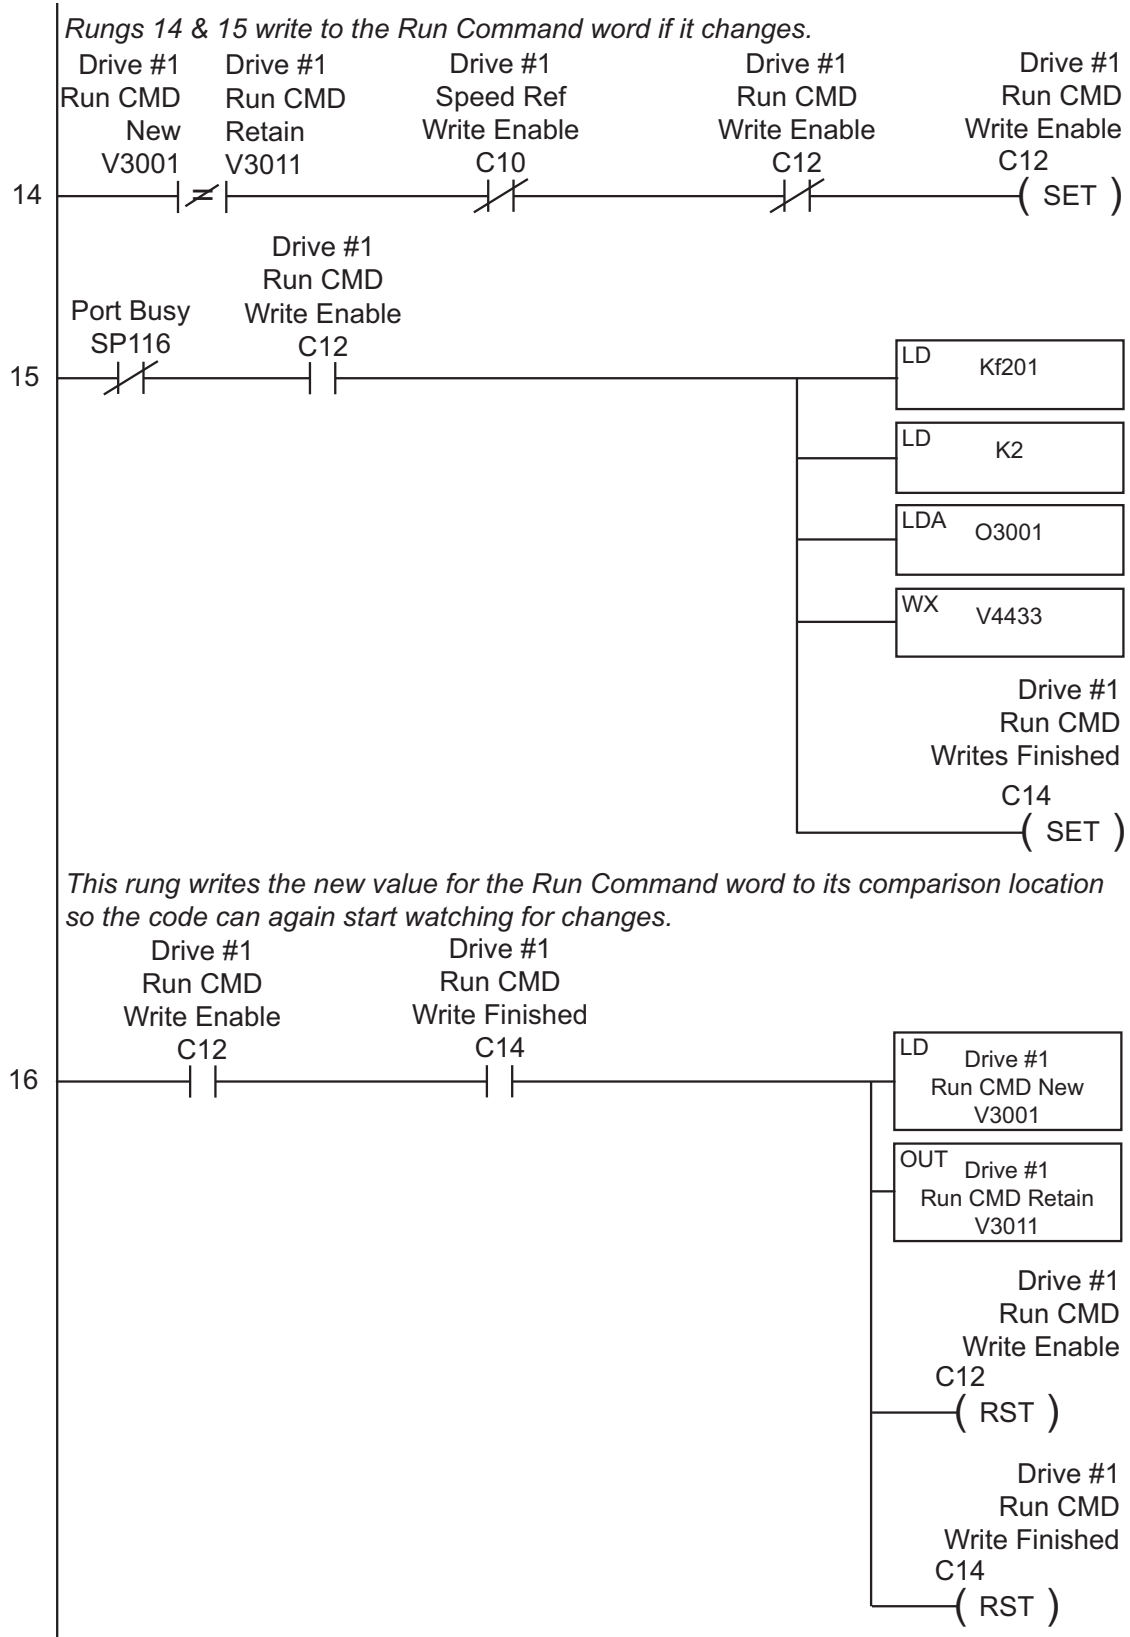 Rungs 14 & 15 write to the Run Command word if it changes.
Drive #1
Run CMD
New
V3001
Drive #1
Run CMD
Retain
V3011
Drive #1
Speed Ref
Write Enable
C10
Drive #1
Run CMD
Write Enable
C12
Drive #1
Run CMD
Write Enable
C12
14
( SET )
Port Busy
SP116
Drive #1
Run CMD
Write Enable
C12
15
LD Kf201
LD K2
LDA O3001
WX V4433
Drive #1
Run CMD
Writes Finished
C14
( SET )
This rung writes the new value for the Run Command word to its comparison location
so the code can again start watching for changes.
Drive #1
Run CMD
Write Enable
C12
Drive #1
Run CMD
Write Finished
C14
16
LD Drive #1
Run CMD New
V3001
OUT Drive #1
Run CMD Retain
V3011
Drive #1
Run CMD
Write Enable
C12
( RST )
Drive #1
Run CMD
Write Finished
C14
( RST )